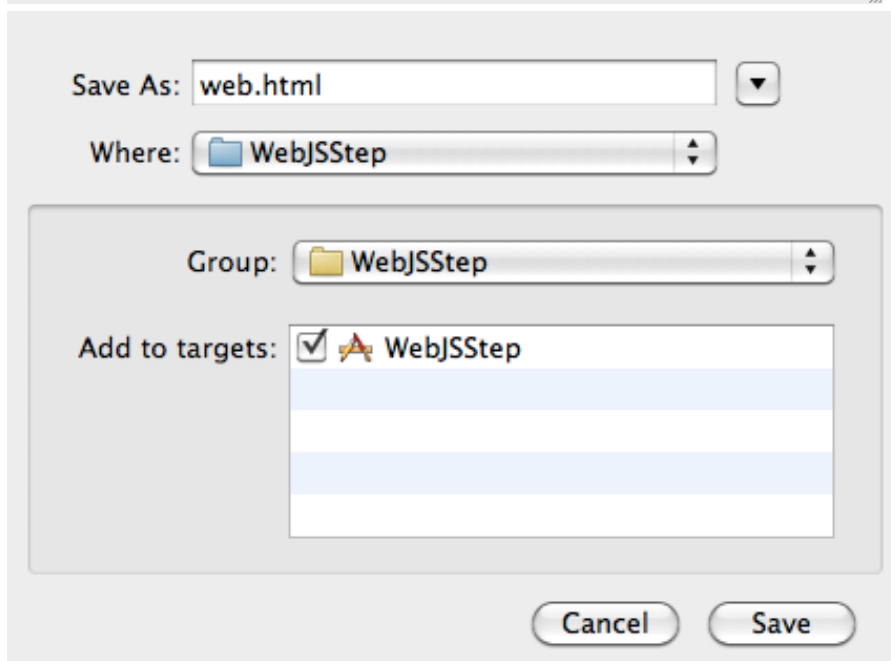 Save As: web.html
Where: WebJSStep
Group: WebJSStep
Add to targets: WebJSStep
Cancel Save